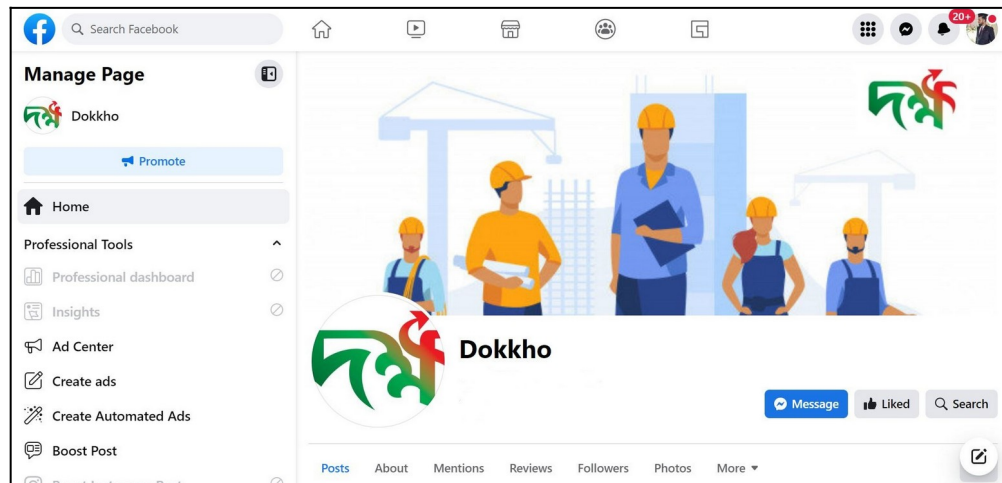 Search Facebook
20+
Manage Page
Dokkho
Promote
Home
Professional Tools
Professional dashboard
Insights
Ad Center
Create ads
Create Automated Ads
Boost Post
দক্ষ
দক্ষ
দক্ষ
Dokkho
Message Liked Search
Posts About Mentions Reviews Followers Photos More